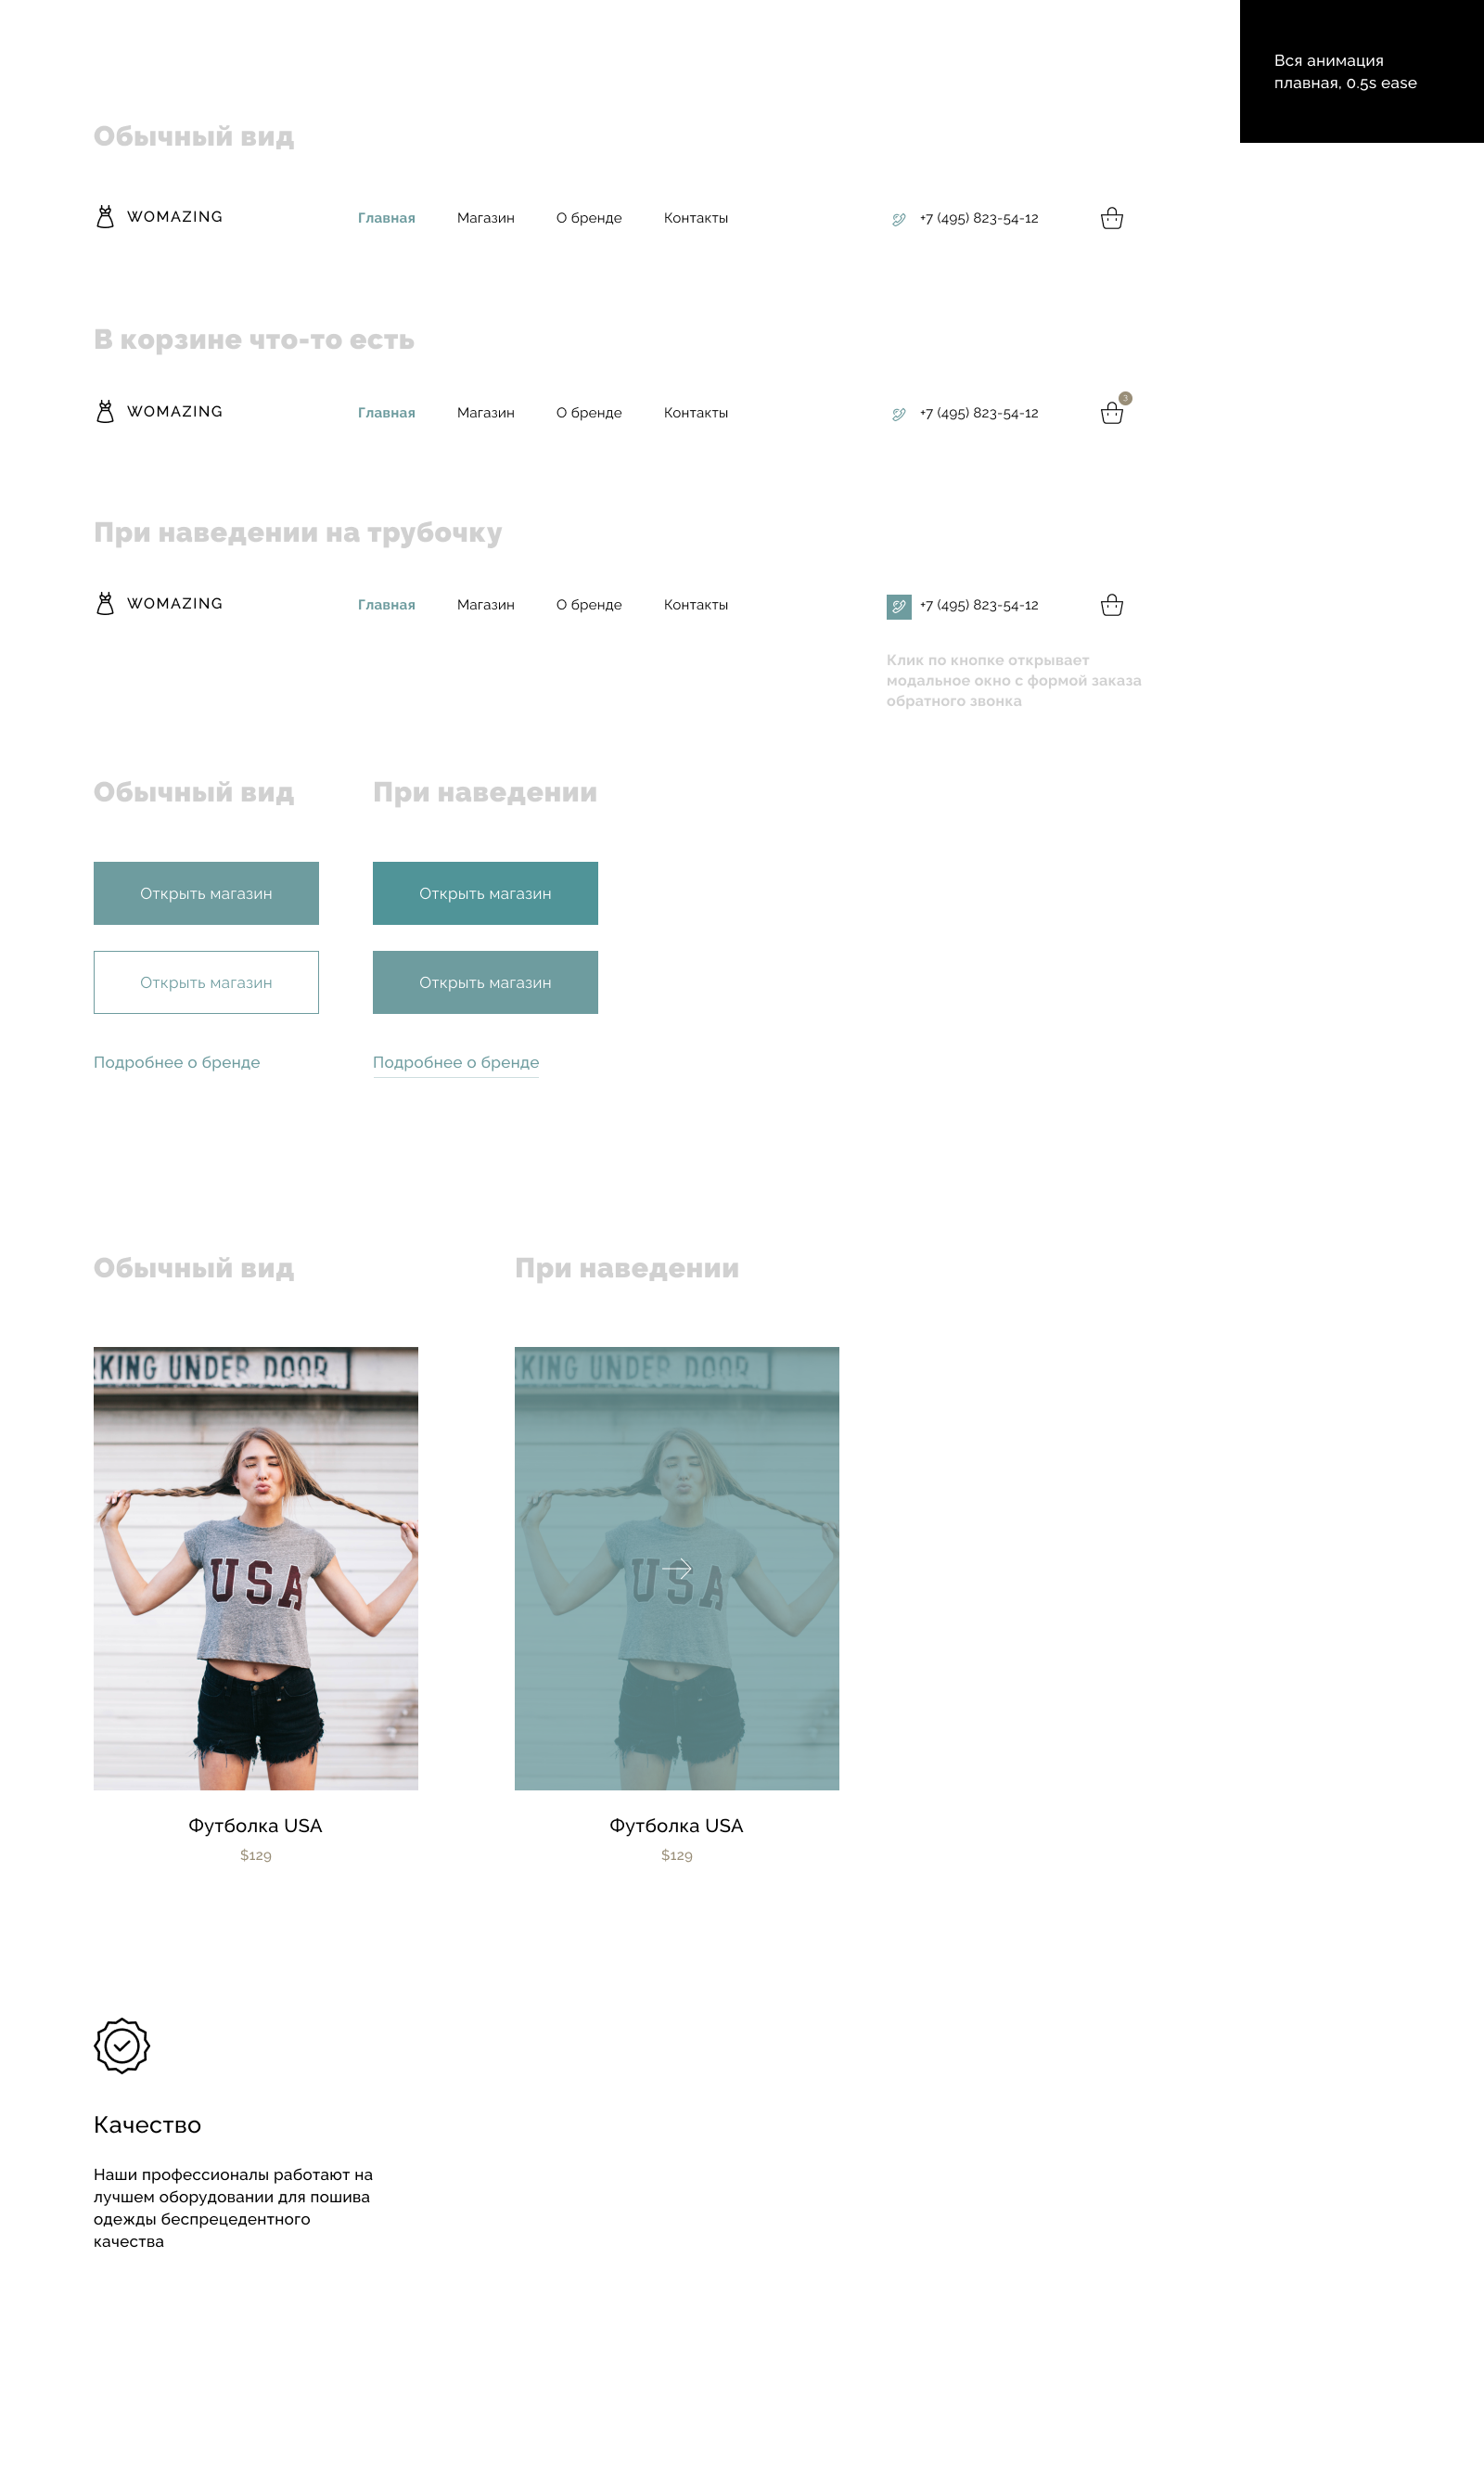 Вся анимация
плавная, 0.5s ease
Обычный вид
WOMAZING
Главная Магазин О бренде Контакты
+7 (495) 823-54-12
В корзине что-то есть
WOMAZING
Главная Магазин О бренде Контакты
+7 (495) 823-54-12
3
При наведении на трубочку
WOMAZING
Главная Магазин О бренде Контакты
+7 (495) 823-54-12
Клик по кнопке открывает
модальное окно с формой заказа
обратного звонка
Обычный вид
При наведении
Открыть магазин
Открыть магазин
Открыть магазин
Открыть магазин
Подробнее о бренде
Подробнее о бренде
Обычный вид
При наведении
RKING UNDER DOOR
USA
KING UNDER DOOR
USA
Футболка USA
$129
Футболка USA
$129
Качество
Наши профессионалы работают на
лучшем оборудовании для пошива
одежды беспрецедентного
качества